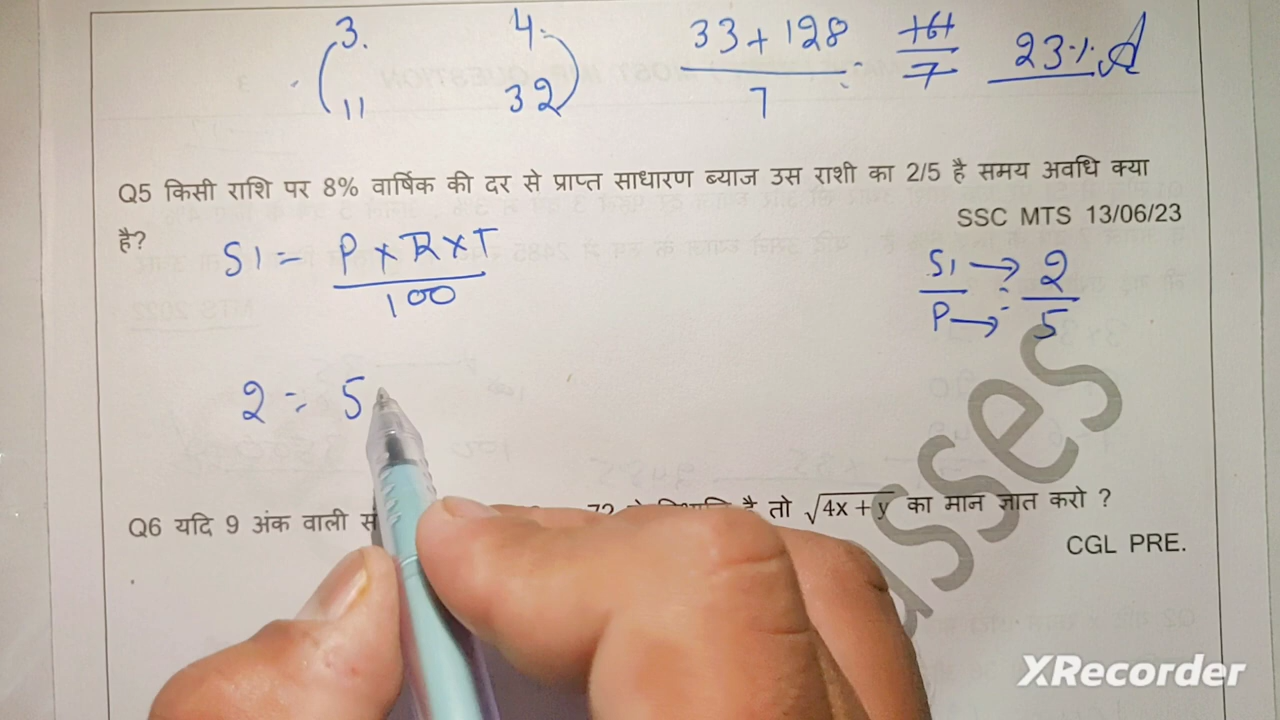 3. 4. 33 + 128 = 161 23% A
11 32 7 7
Q5 किसी राशि पर 8% वार्षिक की दर से प्राप्त साधारण ब्याज उस राशी का 2/5 है समय अवधि क्या
है?
SSC MTS 13/06/23
SI = P × R × T
100
SI → 2
P → 5
2 = 5
Q6 यदि 9 अंक वाली तो √4x + y का मान ज्ञात करो ?
CGL PRE.
sses
XRecorder